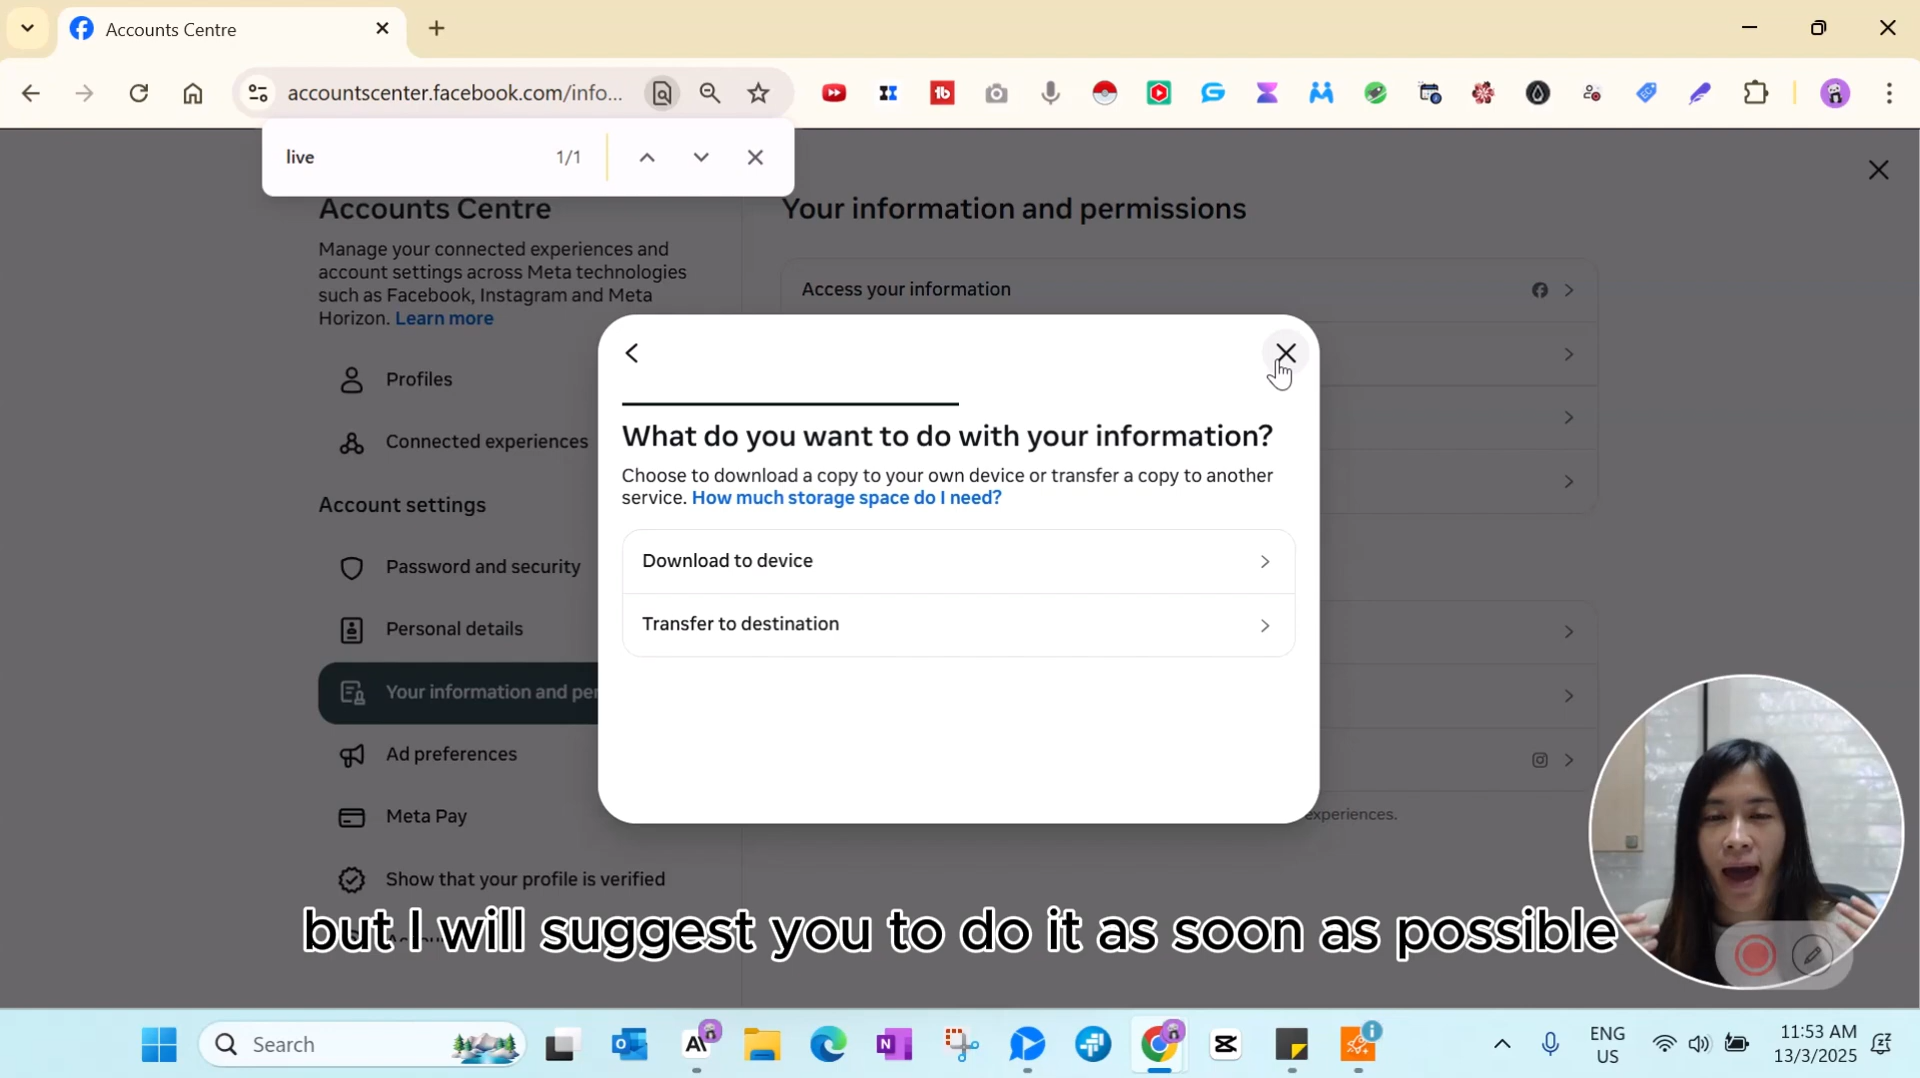 Accounts Centre
accountscenter.facebook.com/info...
live
1/1
Accounts Centre
Manage your connected experiences and
account settings across Meta technologies
such as Facebook, Instagram and Meta
Horizon. Learn more
Profiles
Connected experiences
Account settings
Password and security
Personal details
Your information and per
Ad preferences
Meta Pay
Show that your profile is verified
Your information and permissions
Access your information
What do you want to do with your information?
Choose to download a copy to your own device or transfer a copy to another
service. How much storage space do I need?
Download to device
Transfer to destination
experiences.
but I will suggest you to do it as soon as possible
Search
ENG
US
11:53 AM
13/3/2025